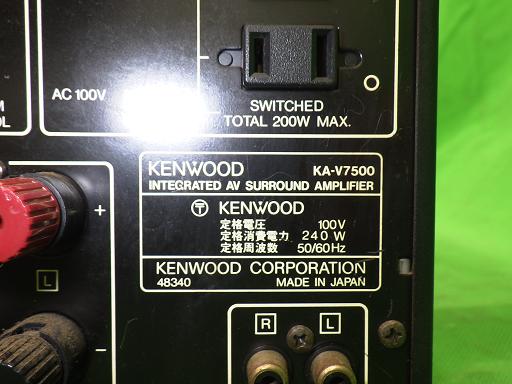 AC 100V
SWITCHED
TOTAL 200W MAX.
M
OL
KENWOOD KA-V7500
INTEGRATED AV SURROUND AMPLIFIER
〒 KENWOOD
定格電圧 100V
定格消費電力 240 W
定格周波数 50/60Hz
KENWOOD CORPORATION
48340 MADE IN JAPAN
+
L
−
R L